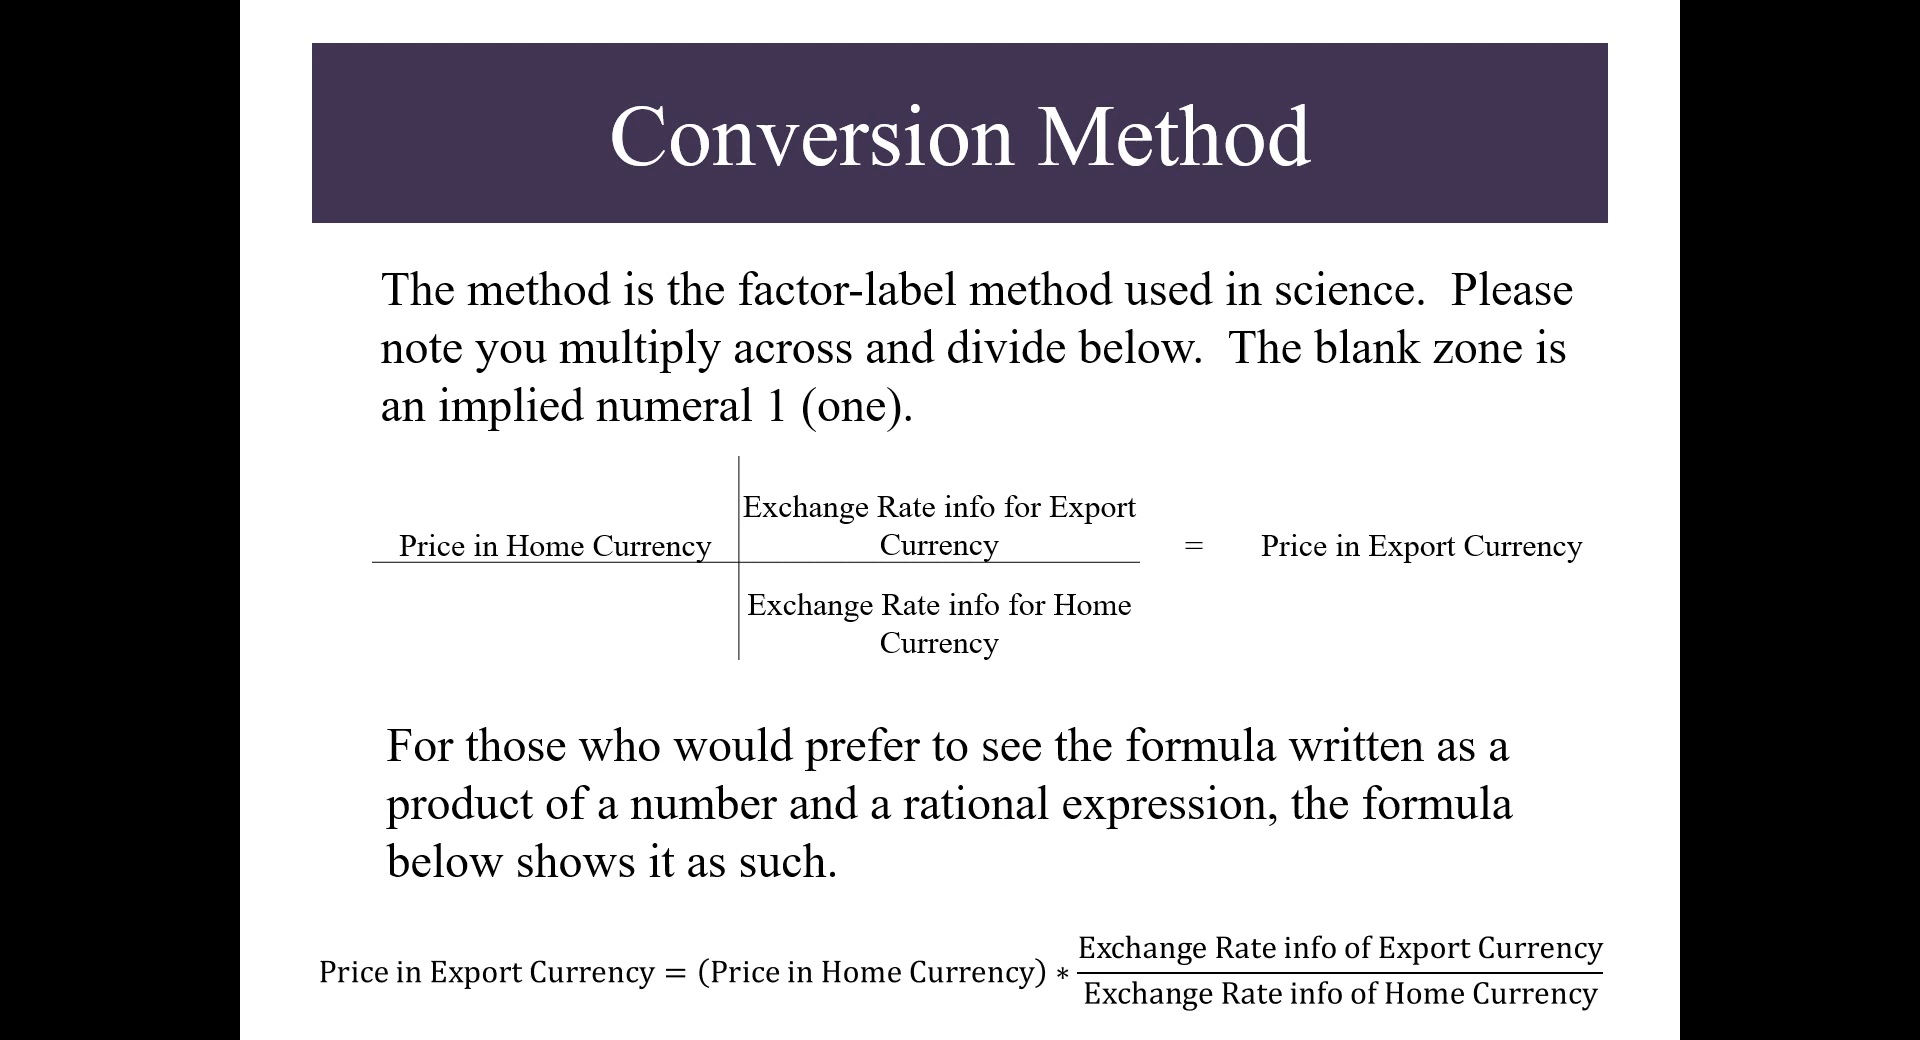 Conversion Method
The method is the factor-label method used in science.  Please
note you multiply across and divide below.  The blank zone is
an implied numeral 1 (one).
Exchange Rate info for Export
Price in Home Currency Currency = Price in Export Currency
Exchange Rate info for Home
Currency
For those who would prefer to see the formula written as a
product of a number and a rational expression, the formula
below shows it as such.
Exchange Rate info of Export Currency
Price in Export Currency = (Price in Home Currency) *
Exchange Rate info of Home Currency